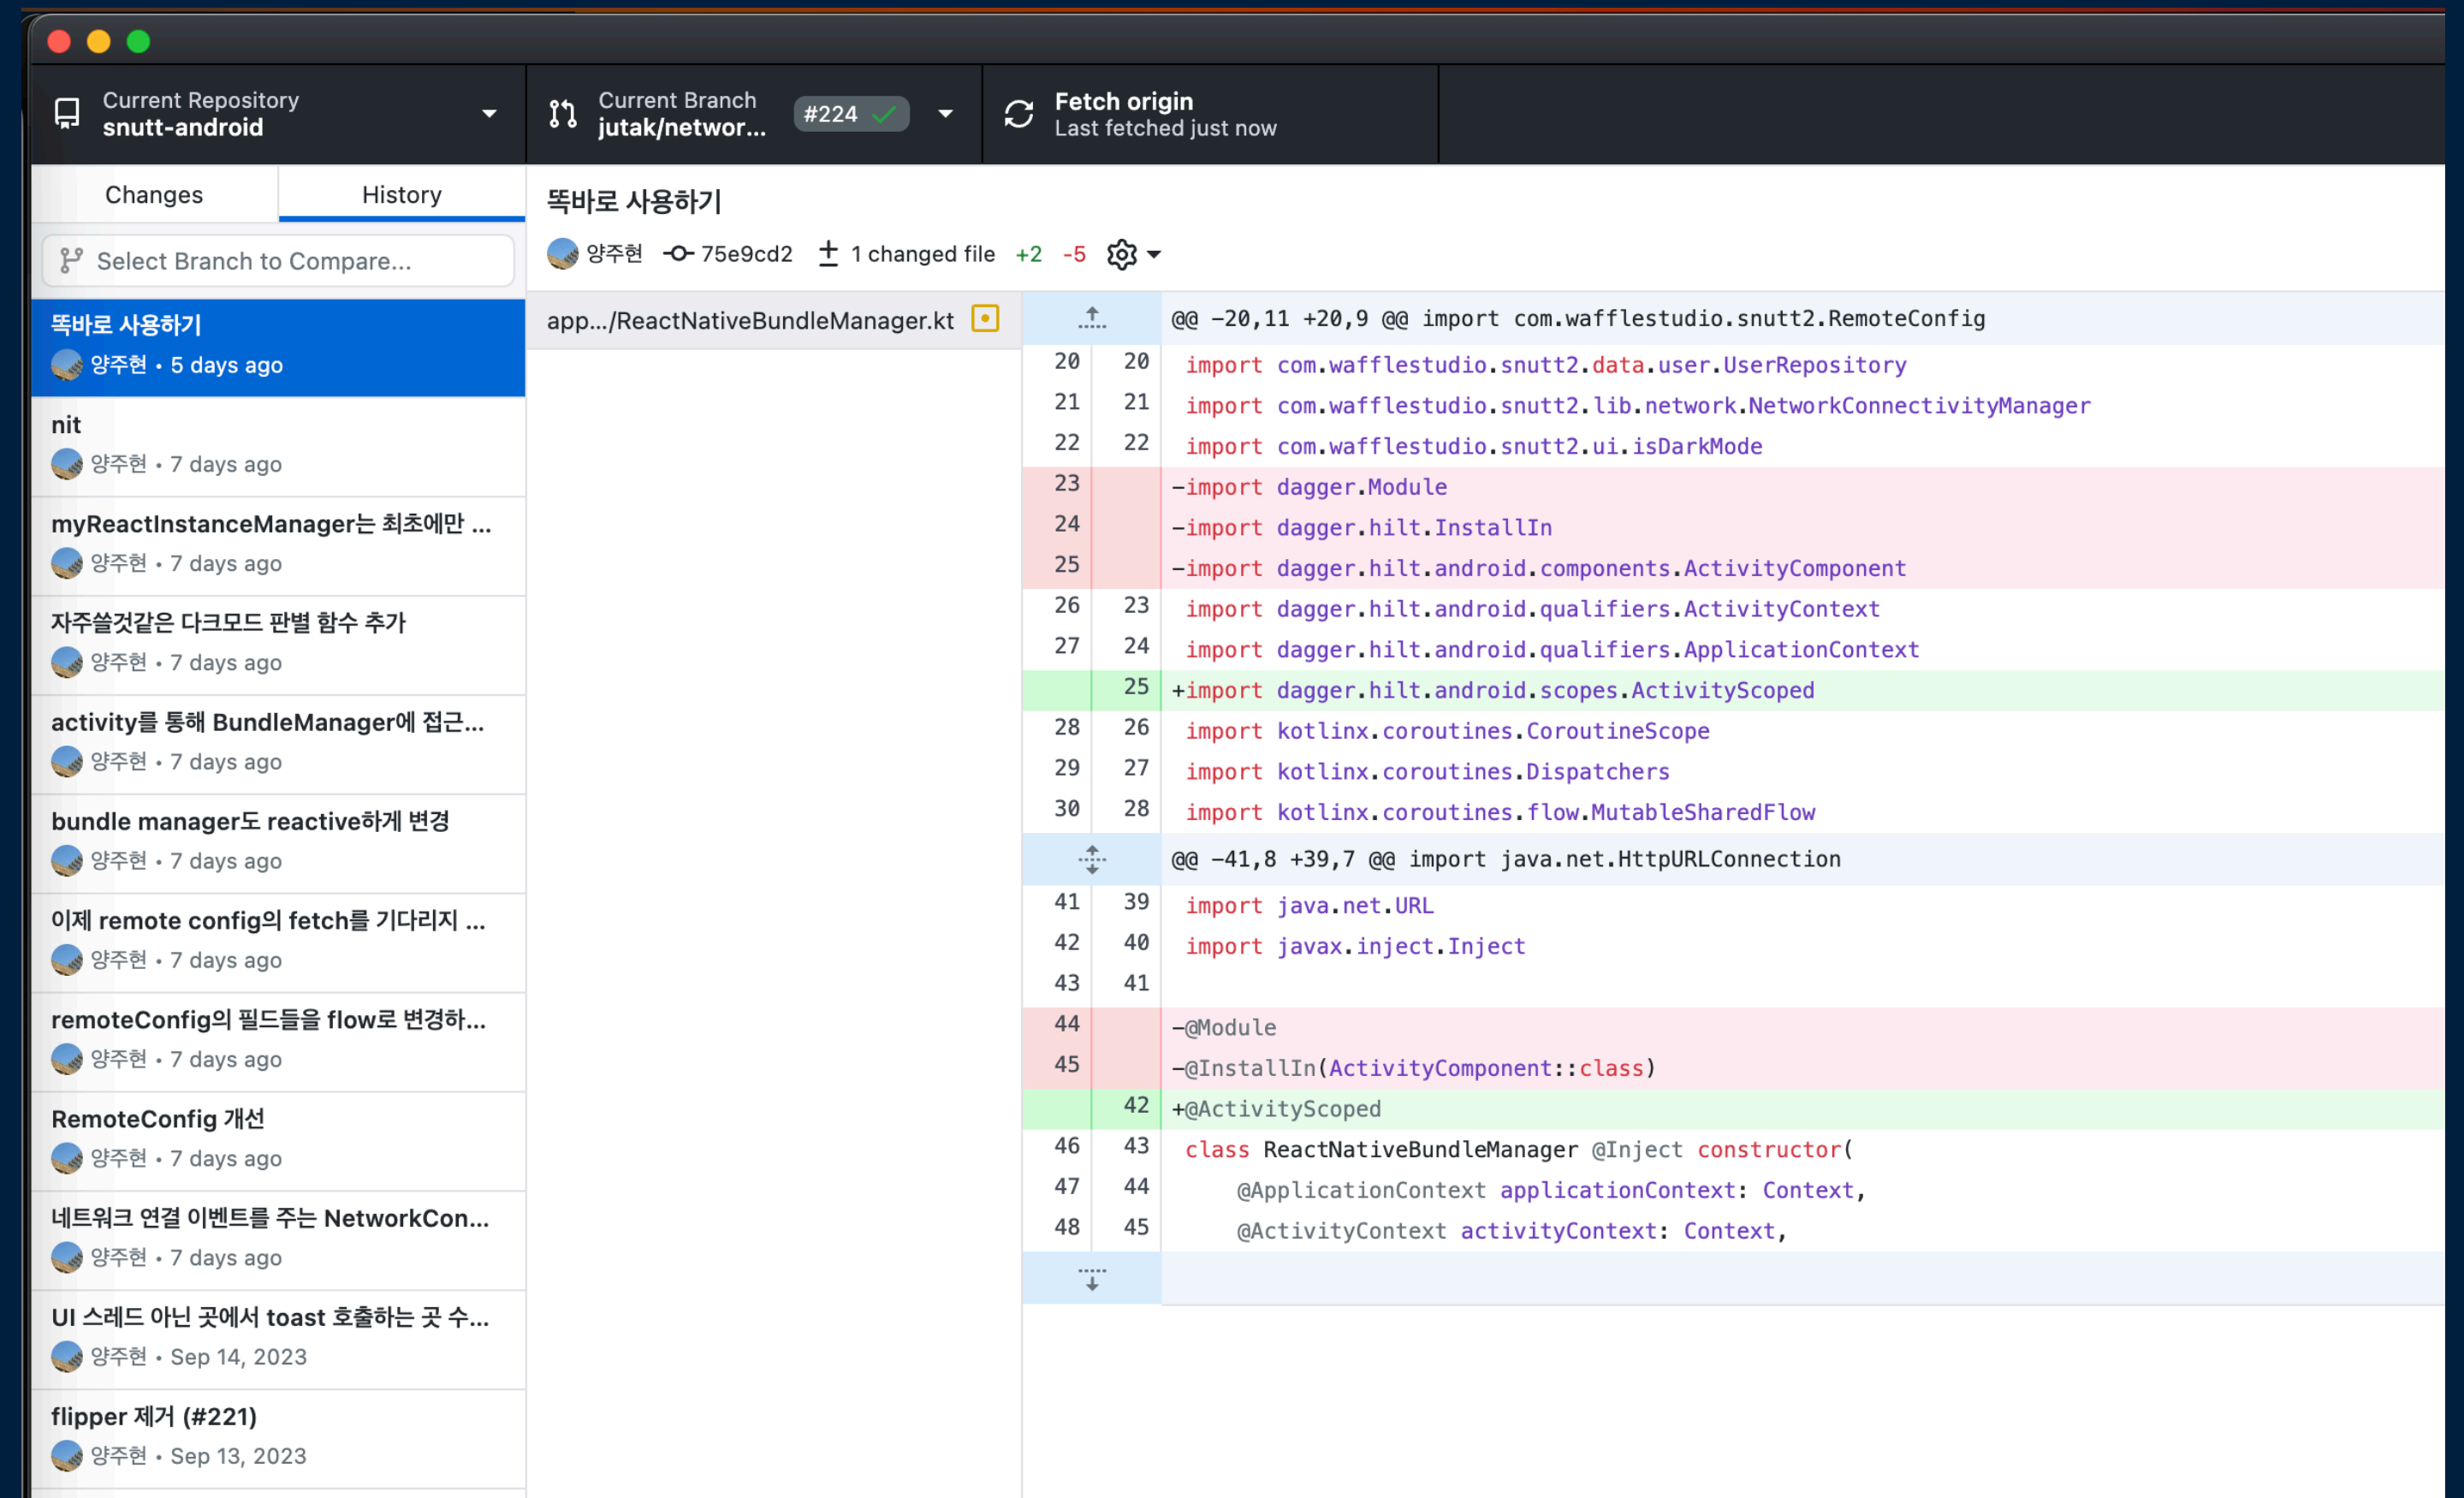 Current Repository
snutt-android
Current Branch
jutak/networ...
#224
Fetch origin
Last fetched just now
Changes
History
Select Branch to Compare...
똑바로 사용하기
양주현 • 5 days ago
nit
양주현 • 7 days ago
myReactInstanceManager는 최초에만 ...
양주현 • 7 days ago
자주쓸것같은 다크모드 판별 함수 추가
양주현 • 7 days ago
activity를 통해 BundleManager에 접근...
양주현 • 7 days ago
bundle manager도 reactive하게 변경
양주현 • 7 days ago
이제 remote config의 fetch를 기다리지 ...
양주현 • 7 days ago
remoteConfig의 필드들을 flow로 변경하...
양주현 • 7 days ago
RemoteConfig 개선
양주현 • 7 days ago
네트워크 연결 이벤트를 주는 NetworkCon...
양주현 • 7 days ago
UI 스레드 아닌 곳에서 toast 호출하는 곳 수...
양주현 • Sep 14, 2023
flipper 제거 (#221)
양주현 • Sep 13, 2023
똑바로 사용하기
양주현 75e9cd2 1 changed file +2 -5
app.../ReactNativeBundleManager.kt
@@ -20,11 +20,9 @@ import com.wafflestudio.snutt2.RemoteConfig
20 20 import com.wafflestudio.snutt2.data.user.UserRepository
21 21 import com.wafflestudio.snutt2.lib.network.NetworkConnectivityManager
22 22 import com.wafflestudio.snutt2.ui.isDarkMode
23 -import dagger.Module
24 -import dagger.hilt.InstallIn
25 -import dagger.hilt.android.components.ActivityComponent
26 23 import dagger.hilt.android.qualifiers.ActivityContext
27 24 import dagger.hilt.android.qualifiers.ApplicationContext
25 +import dagger.hilt.android.scopes.ActivityScoped
28 26 import kotlinx.coroutines.CoroutineScope
29 27 import kotlinx.coroutines.Dispatchers
30 28 import kotlinx.coroutines.flow.MutableSharedFlow
@@ -41,8 +39,7 @@ import java.net.HttpURLConnection
41 39 import java.net.URL
42 40 import javax.inject.Inject
43 41
44 -@Module
45 -@InstallIn(ActivityComponent::class)
42 +@ActivityScoped
46 43 class ReactNativeBundleManager @Inject constructor(
47 44 @ApplicationContext applicationContext: Context,
48 45 @ActivityContext activityContext: Context,